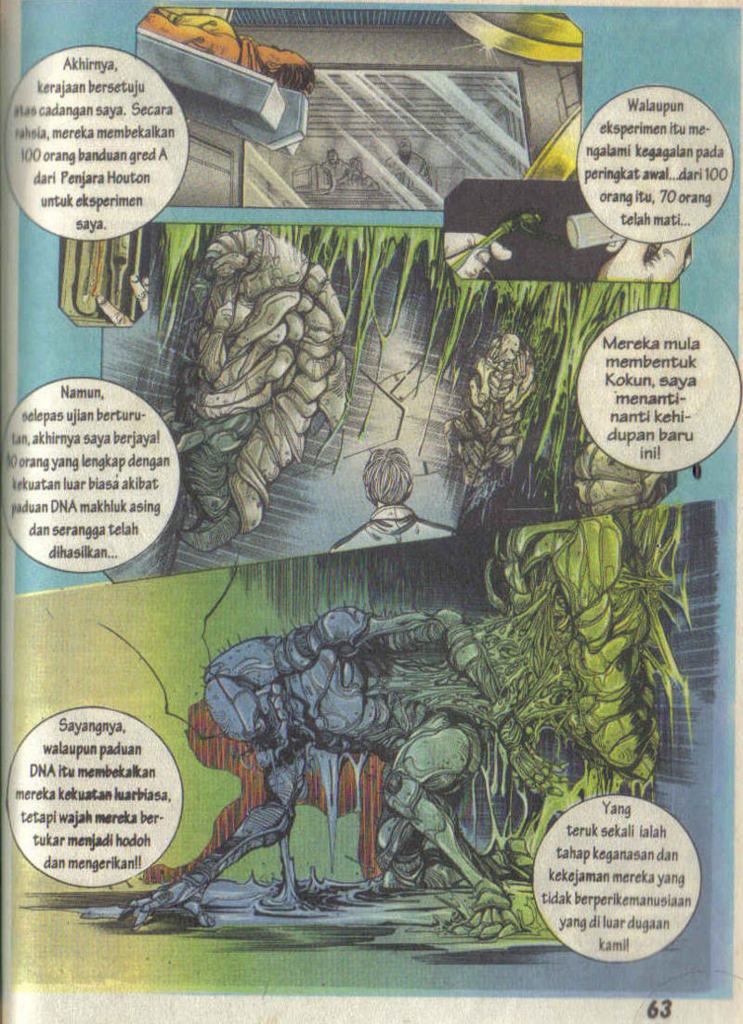 Akhirnya,
kerajaan bersetuju
atas cadangan saya. Secara
rahsia, mereka membekalkan
100 orang banduan gred A
dari Penjara Houton
untuk eksperimen
saya.
Walaupun
eksperimen itu me-
ngalami kegagalan pada
peringkat awal...dari 100
orang itu, 70 orang
telah mati...
Mereka mula
membentuk
Kokun, saya
menanti-
nanti kehi-
dupan baru
ini!
Namun,
selepas ujian berturu-
tan, akhirnya saya berjaya!
orang yang lengkap dengan
kekuatan luar biasa akibat
paduan DNA makhluk asing
dan serangga telah
dihasilkan...
Sayangnya,
walaupun paduan
DNA itu membekalkan
mereka kekuatan luarbiasa,
tetapi wajah mereka ber-
tukar menjadi hodoh
dan mengerikan!!
Yang
teruk sekali ialah
tahap keganasan dan
kekejaman mereka yang
tidak berperikemanusiaan
yang di luar dugaan
kami!
63